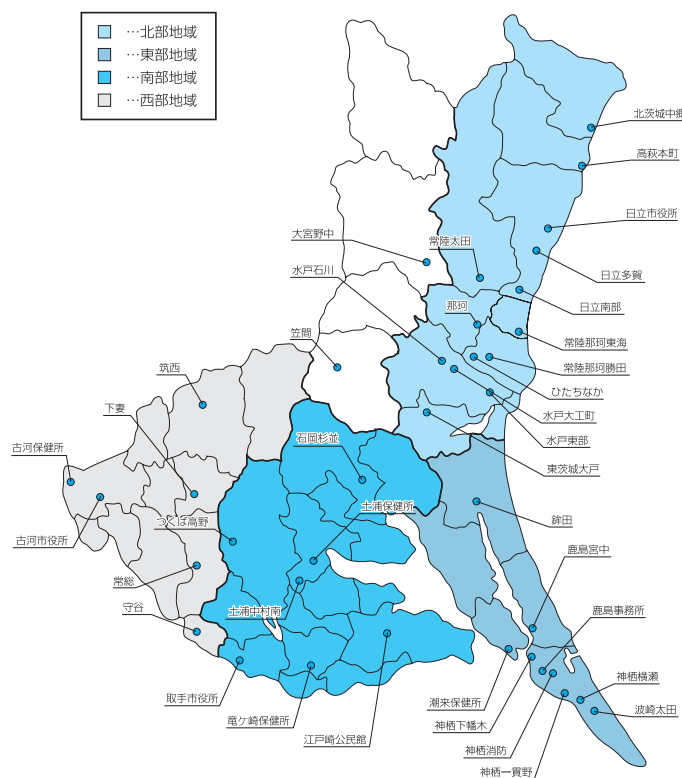 …北部地域
…東部地域
…南部地域
…西部地域
北茨城中郷
高萩本町
日立市役所
大宮野中
常陸太田
水戸石川
日立多賀
那珂
日立南部
常陸那珂東海
笠間
常陸那珂勝田
筑西
ひたちなか
下妻
水戸大工町
石岡杉並
水戸東部
古河保健所
東茨城大戸
土浦保健所
つくば高野
鉾田
古河市役所
鹿島宮中
常総
守谷
土浦中村南
鹿島事務所
神栖横瀬
取手市役所
潮来保健所
波崎太田
竜ケ崎保健所
神栖下幡木
江戸崎公民館
神栖消防
神栖一貫野